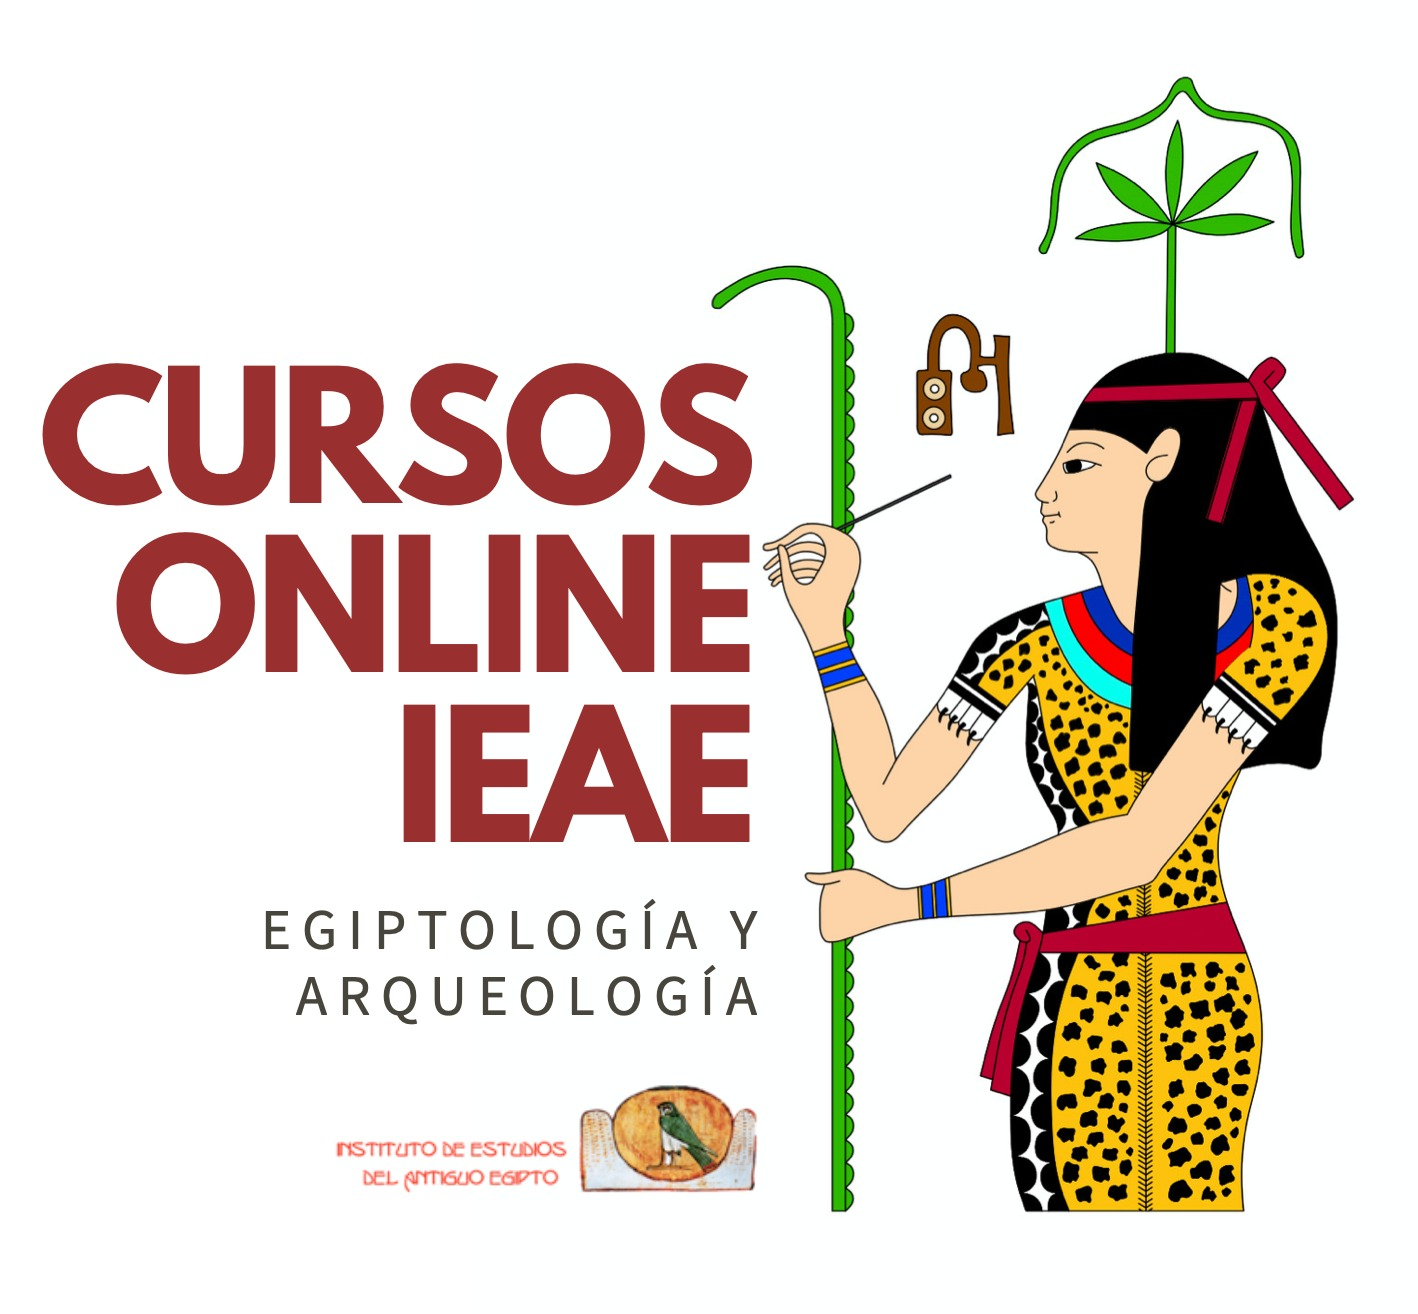 CURSOS
ONLINE
IEAE
EGIPTOLOGÍA Y
ARQUEOLOGÍA
INSTITUTO DE ESTUDIOS
DEL ANTIGUO EGIPTO